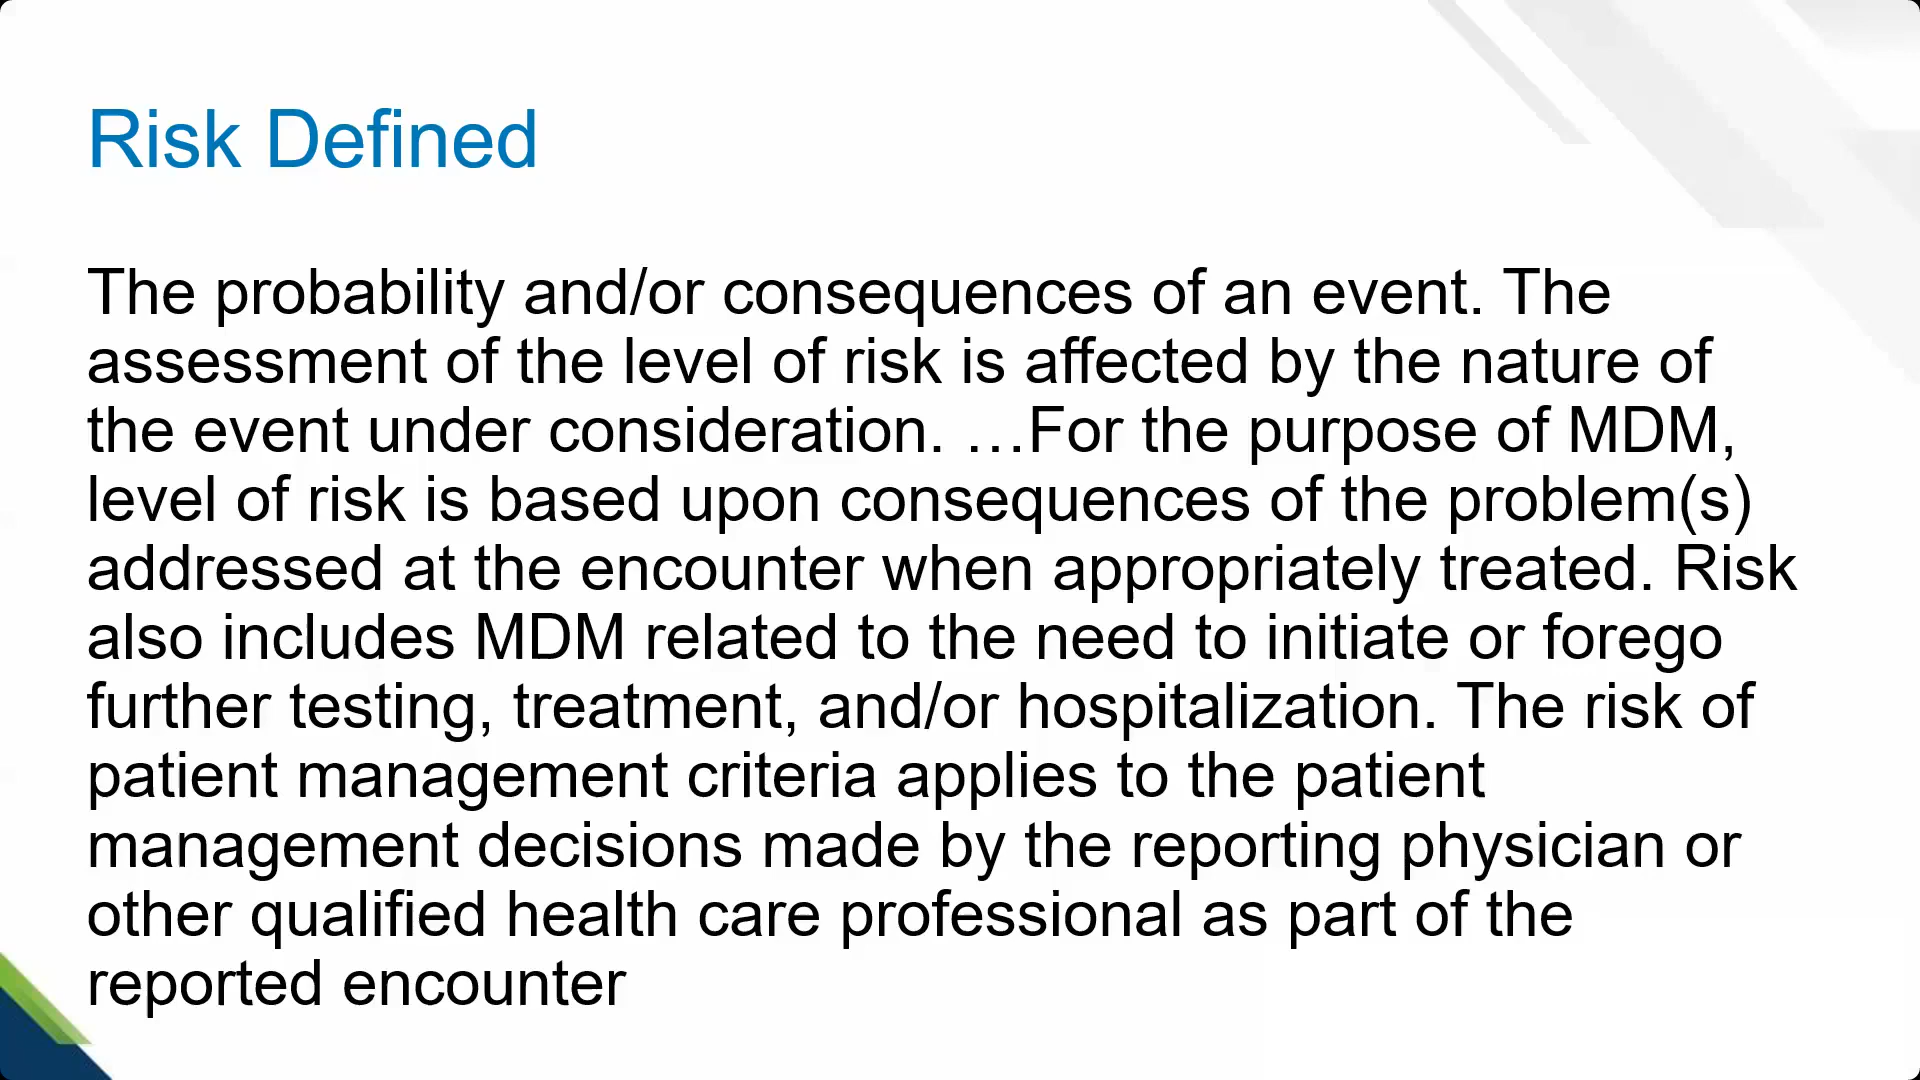 Risk Defined
The probability and/or consequences of an event. The
assessment of the level of risk is affected by the nature of
the event under consideration. …For the purpose of MDM,
level of risk is based upon consequences of the problem(s)
addressed at the encounter when appropriately treated. Risk
also includes MDM related to the need to initiate or forego
further testing, treatment, and/or hospitalization. The risk of
patient management criteria applies to the patient
management decisions made by the reporting physician or
other qualified health care professional as part of the
reported encounter